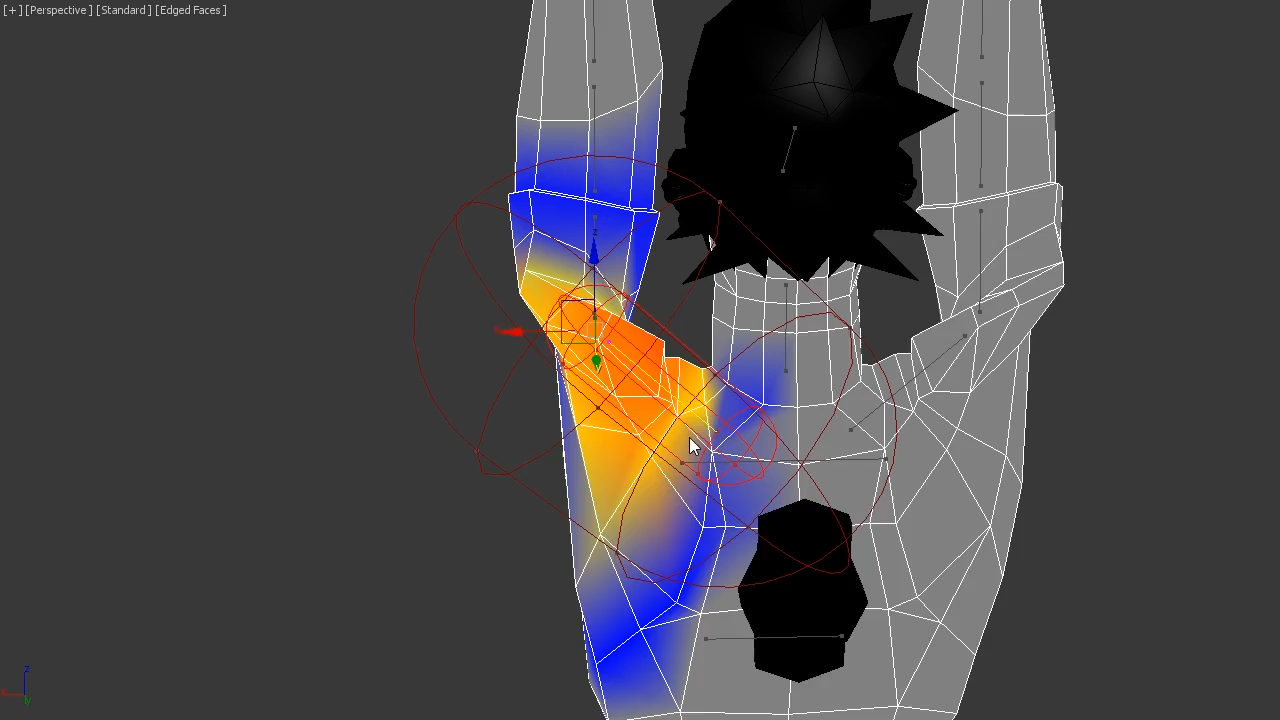 [+] [Perspective] [Standard] [Edged Faces]
z
z
x
y